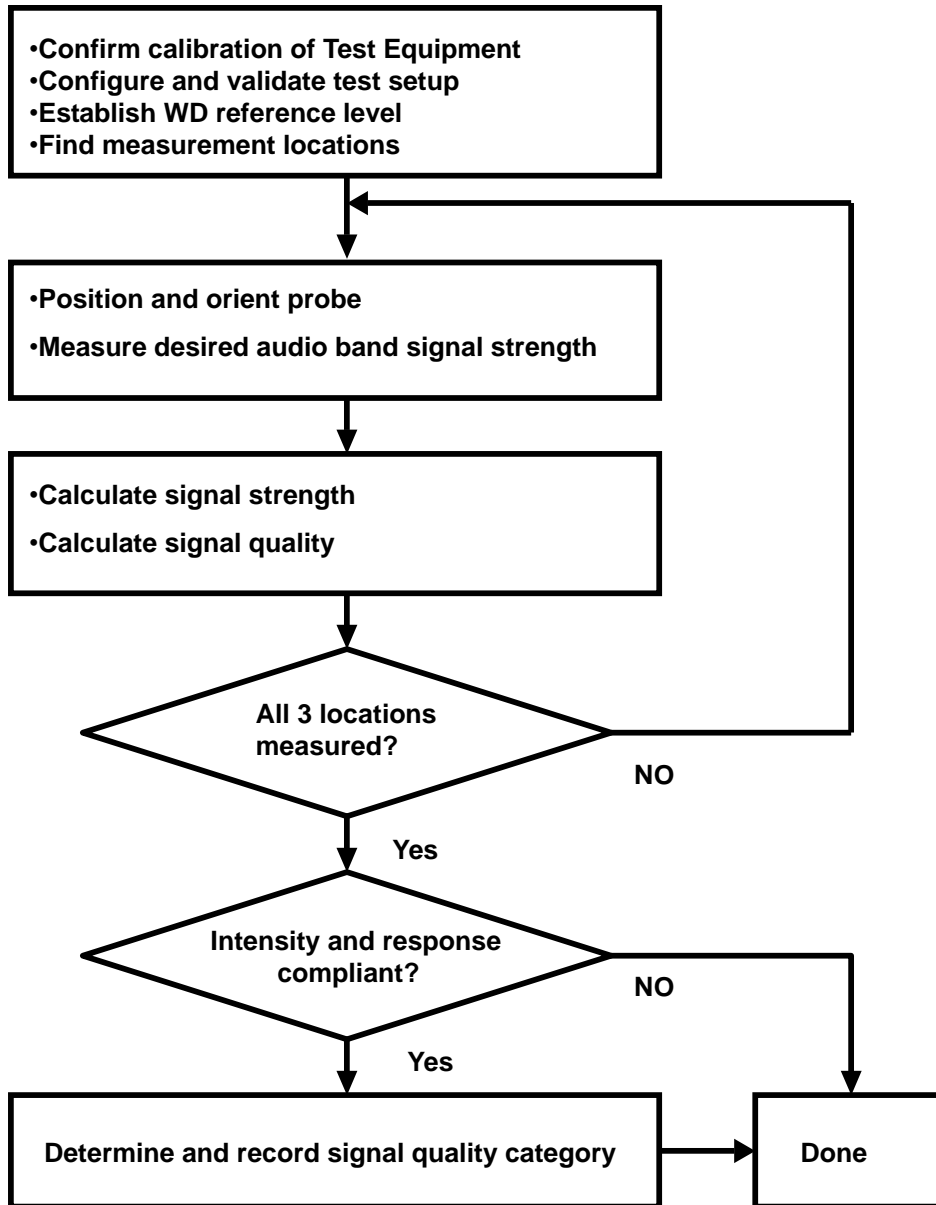 •Confirm calibration of Test Equipment
•Configure and validate test setup
•Establish WD reference level
•Find measurement locations
•Position and orient probe
•Measure desired audio band signal strength
•Calculate signal strength
•Calculate signal quality
All 3 locations
measured?
NO
Yes
Intensity and response
compliant?
NO
Yes
Determine and record signal quality category
Done